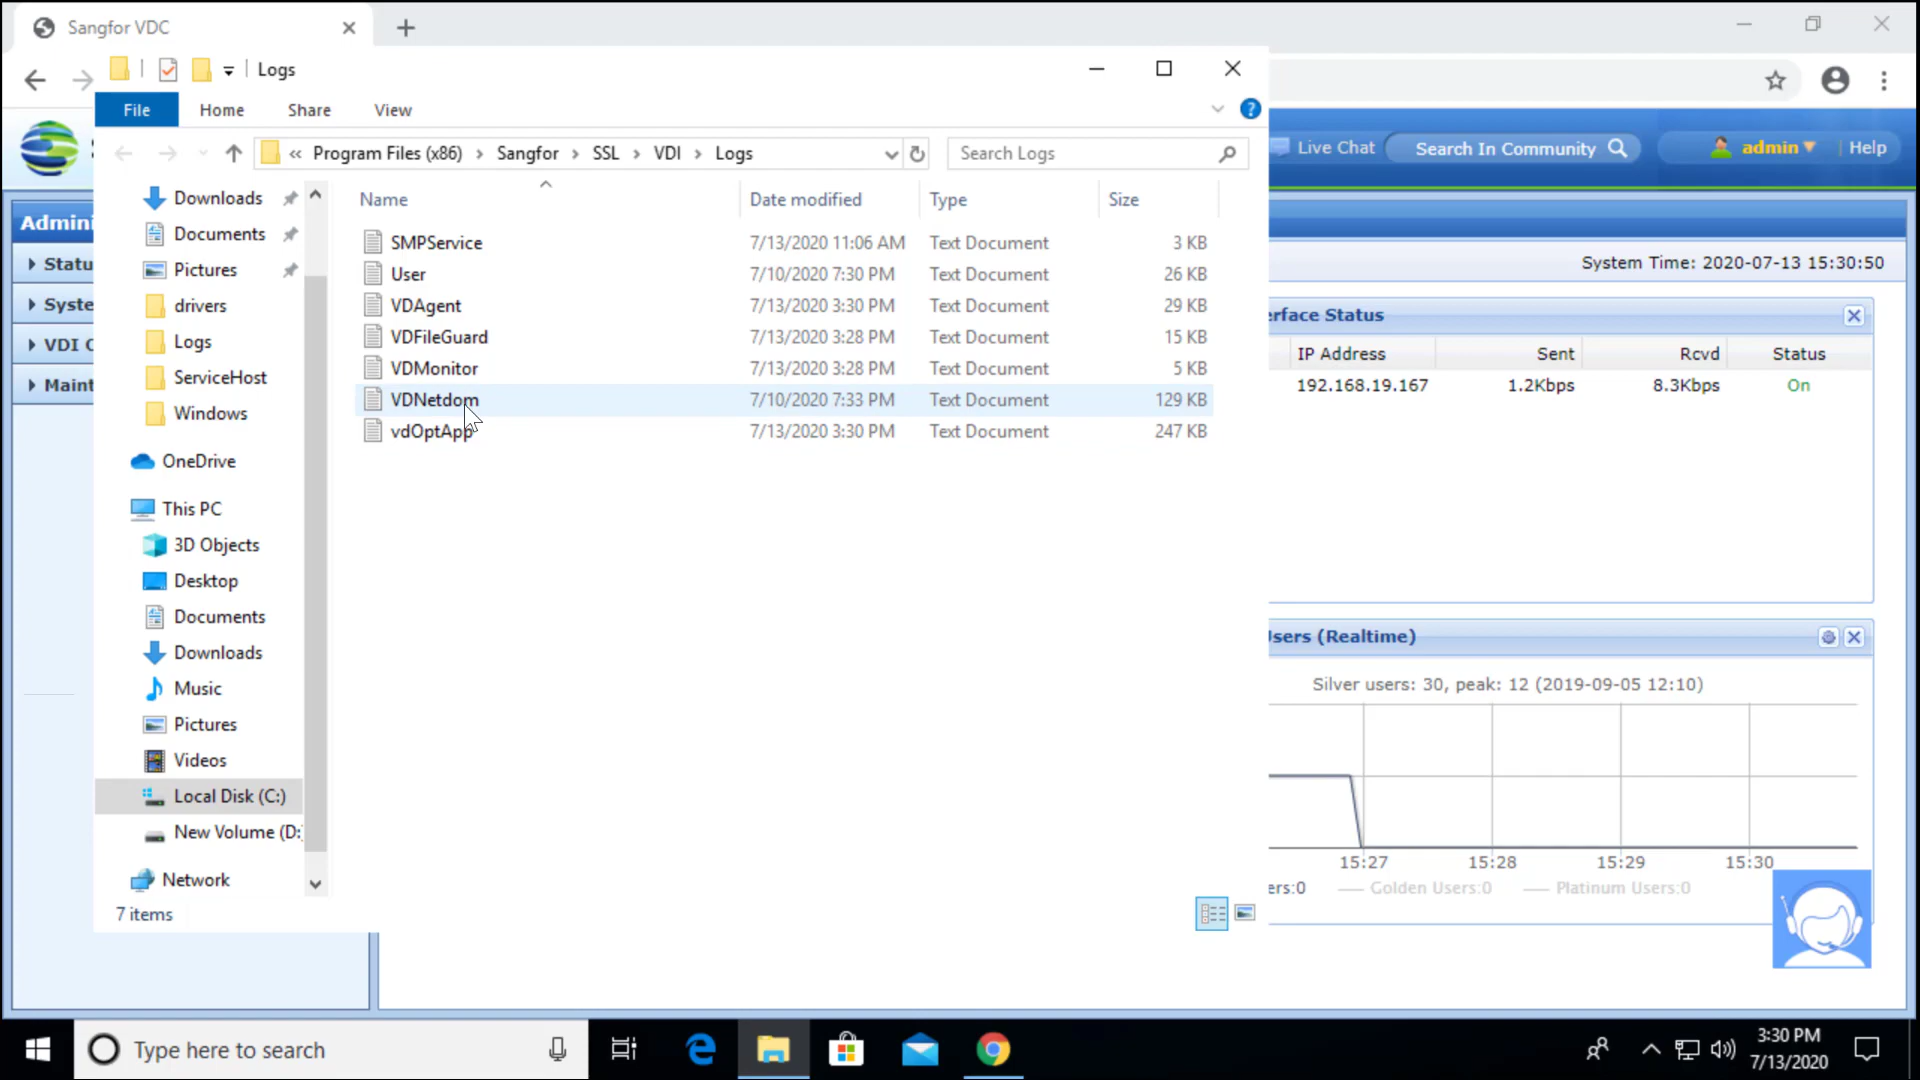 Sangfor VDC
Logs
File Home Share View
« Program Files (x86) › Sangfor › SSL › VDI › Logs
Search Logs
Live Chat
Search In Community
admin
Help
Downloads
Documents
Pictures
drivers
Logs
ServiceHost
Windows
OneDrive
This PC
3D Objects
Desktop
Documents
Downloads
Music
Pictures
Videos
Local Disk (C:)
New Volume (D:
Network
7 items
Name Date modified Type Size
SMPService 7/13/2020 11:06 AM Text Document 3 KB
User 7/10/2020 7:30 PM Text Document 26 KB
VDAgent 7/13/2020 3:30 PM Text Document 29 KB
VDFileGuard 7/13/2020 3:28 PM Text Document 15 KB
VDMonitor 7/13/2020 3:28 PM Text Document 5 KB
VDNetdom 7/10/2020 7:33 PM Text Document 129 KB
vdOptApp 7/13/2020 3:30 PM Text Document 247 KB
Admini
Statu
Syste
VDI C
Maint
System Time: 2020-07-13 15:30:50
erface Status
IP Address Sent Rcvd Status
192.168.19.167 1.2Kbps 8.3Kbps On
Users (Realtime)
Silver users: 30, peak: 12 (2019-09-05 12:10)
15:27 15:28 15:29 15:30
ers:0 Golden Users:0 Platinum Users:0
Type here to search
3:30 PM
7/13/2020